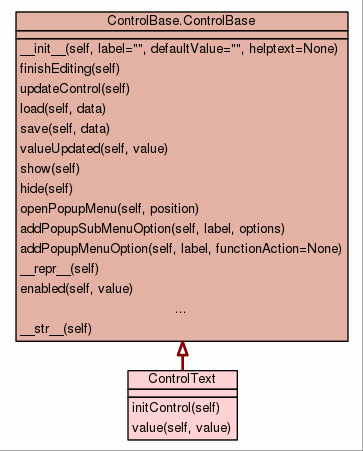 ControlBase.ControlBase
__init__(self, label="", defaultValue="", helptext=None)
finishEditing(self)
updateControl(self)
load(self, data)
save(self, data)
valueUpdated(self, value)
show(self)
hide(self)
openPopupMenu(self, position)
addPopupSubMenuOption(self, label, options)
addPopupMenuOption(self, label, functionAction=None)
__repr__(self)
enabled(self, value)
...
__str__(self)
ControlText
initControl(self)
value(self, value)